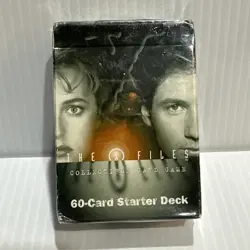 THE X FILES
COLLECTIBLE CARD GAME
60-Card Starter Deck